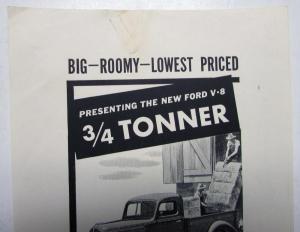 BIG—ROOMY—LOWEST PRICED
PRESENTING THE NEW FORD V·8
3/4 TONNER